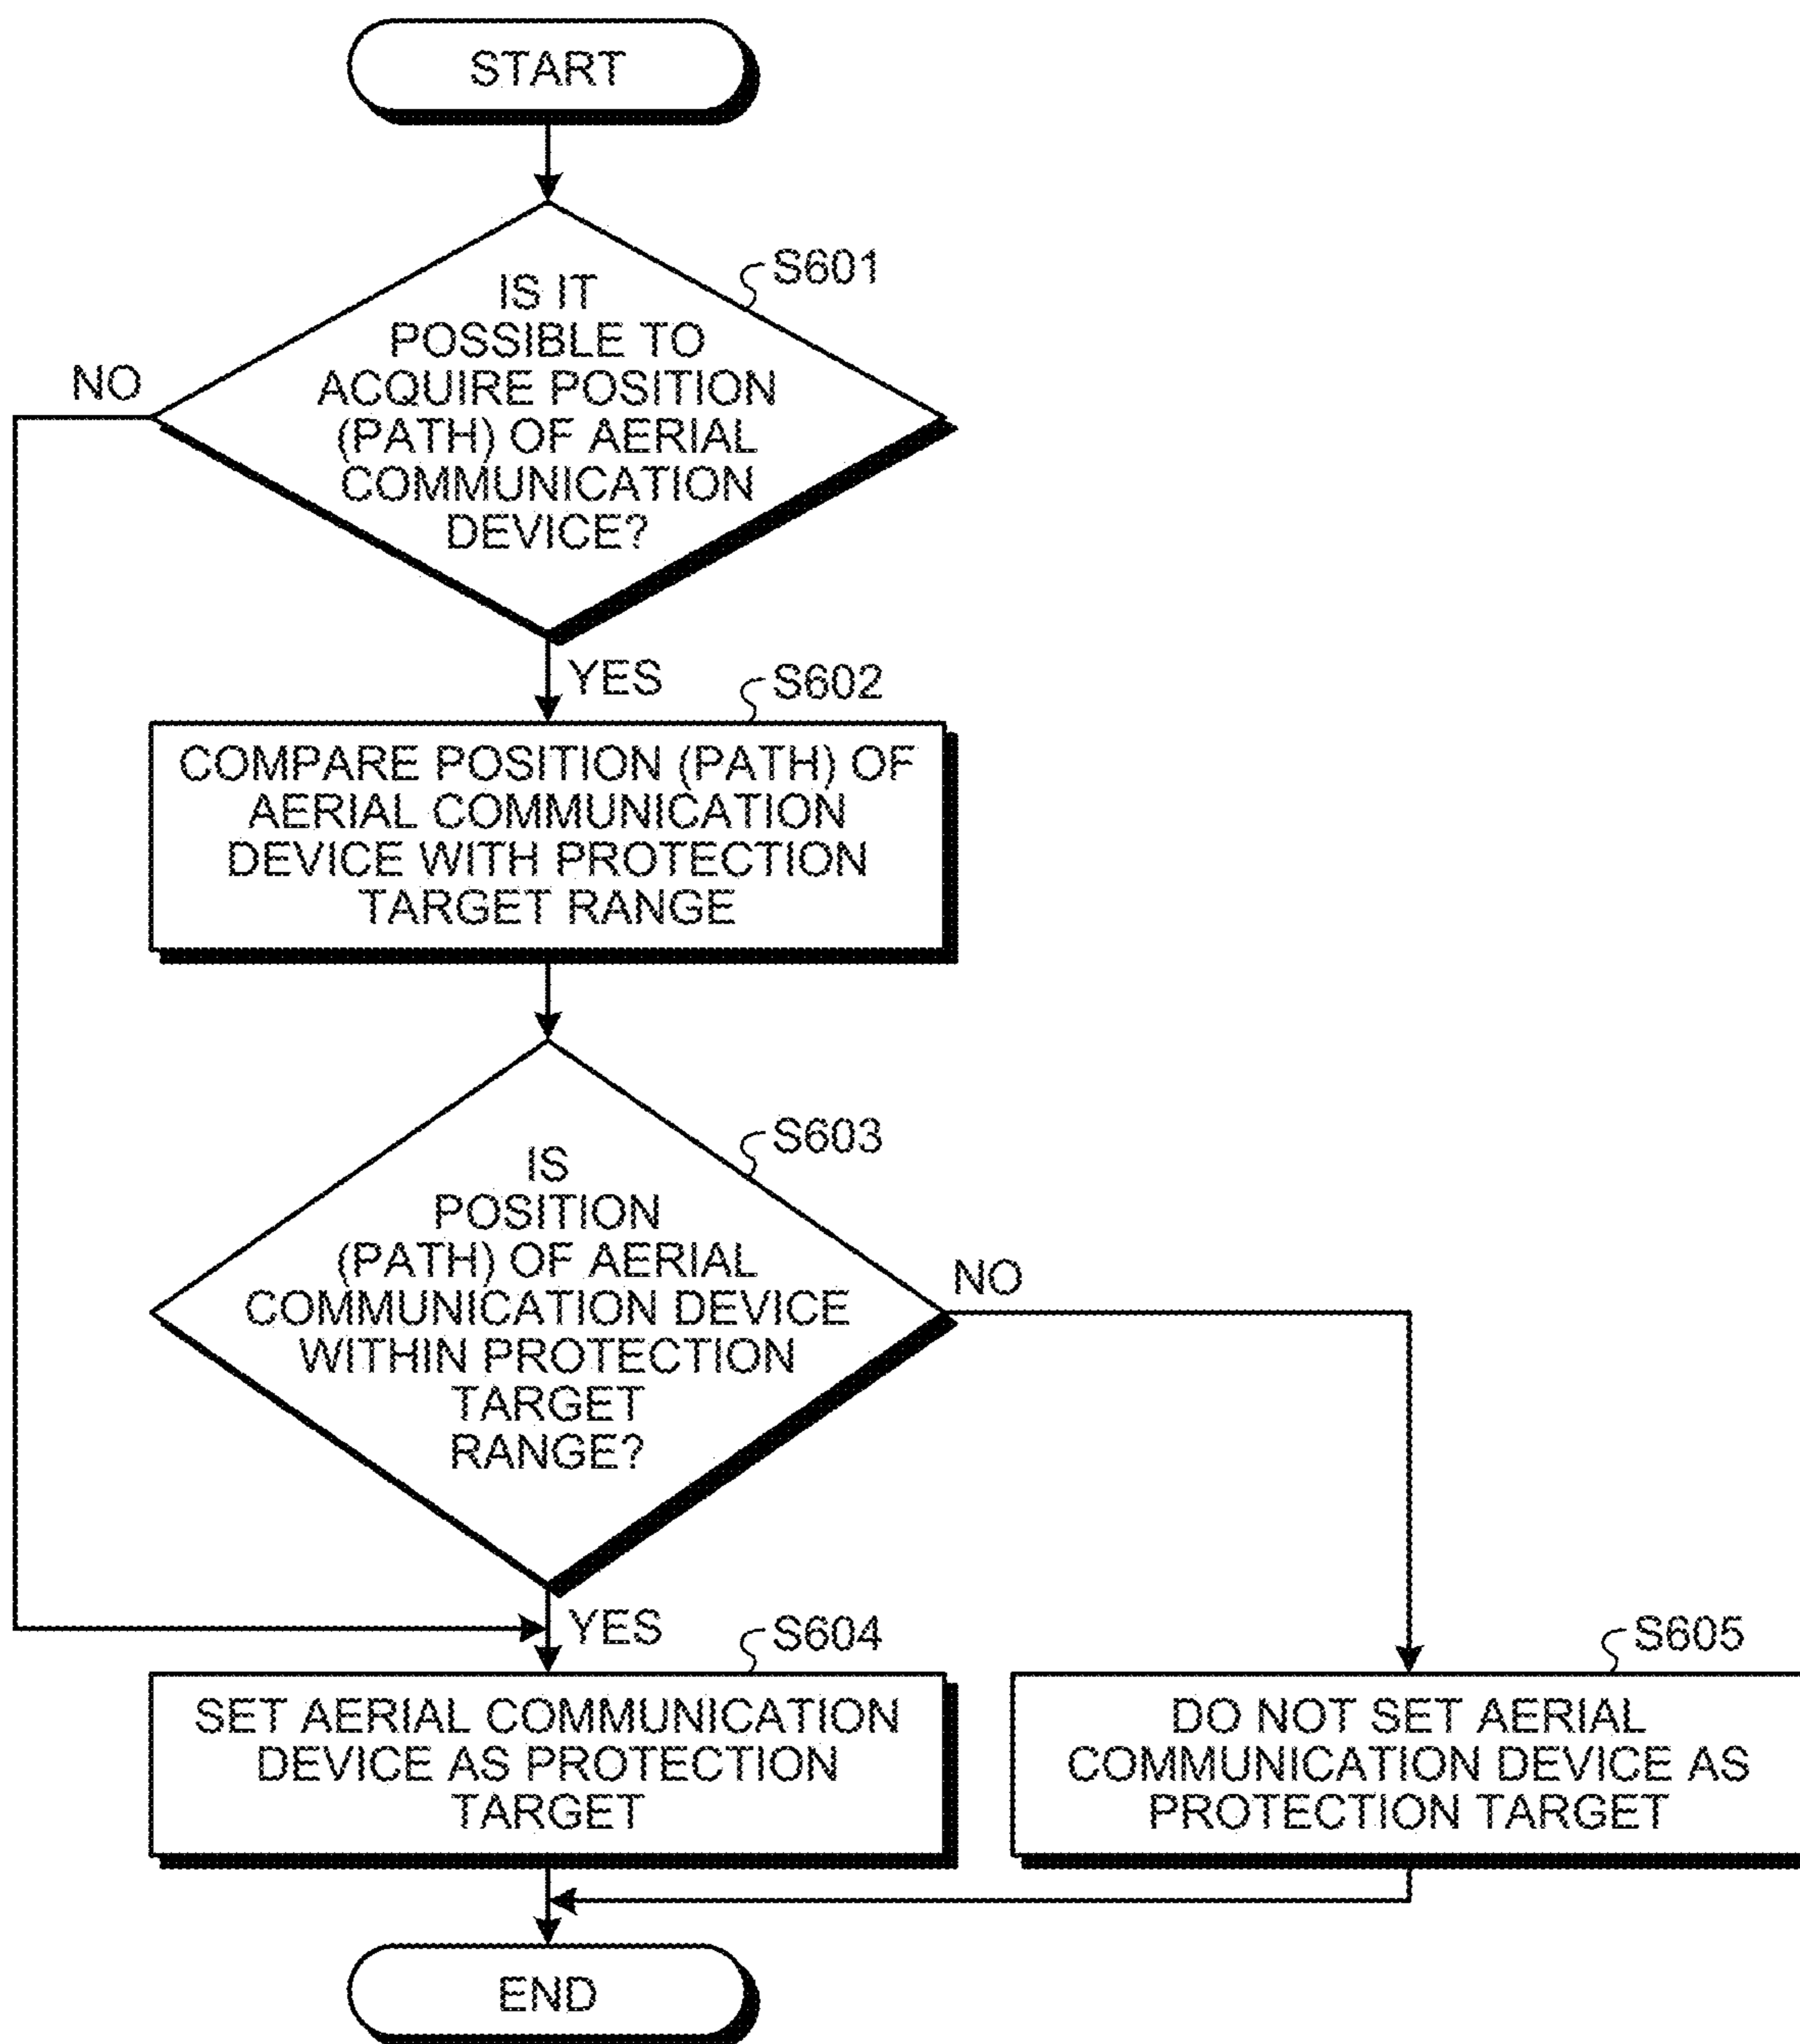 START
S601
IS IT
POSSIBLE TO
ACQUIRE POSITION
(PATH) OF AERIAL
COMMUNICATION
DEVICE?
NO
YES
S602
COMPARE POSITION (PATH) OF
AERIAL COMMUNICATION
DEVICE WITH PROTECTION
TARGET RANGE
S603
IS
POSITION
(PATH) OF AERIAL
COMMUNICATION DEVICE
WITHIN PROTECTION
TARGET
RANGE?
NO
YES
S604
SET AERIAL COMMUNICATION
DEVICE AS PROTECTION
TARGET
S605
DO NOT SET AERIAL
COMMUNICATION DEVICE AS
PROTECTION TARGET
END